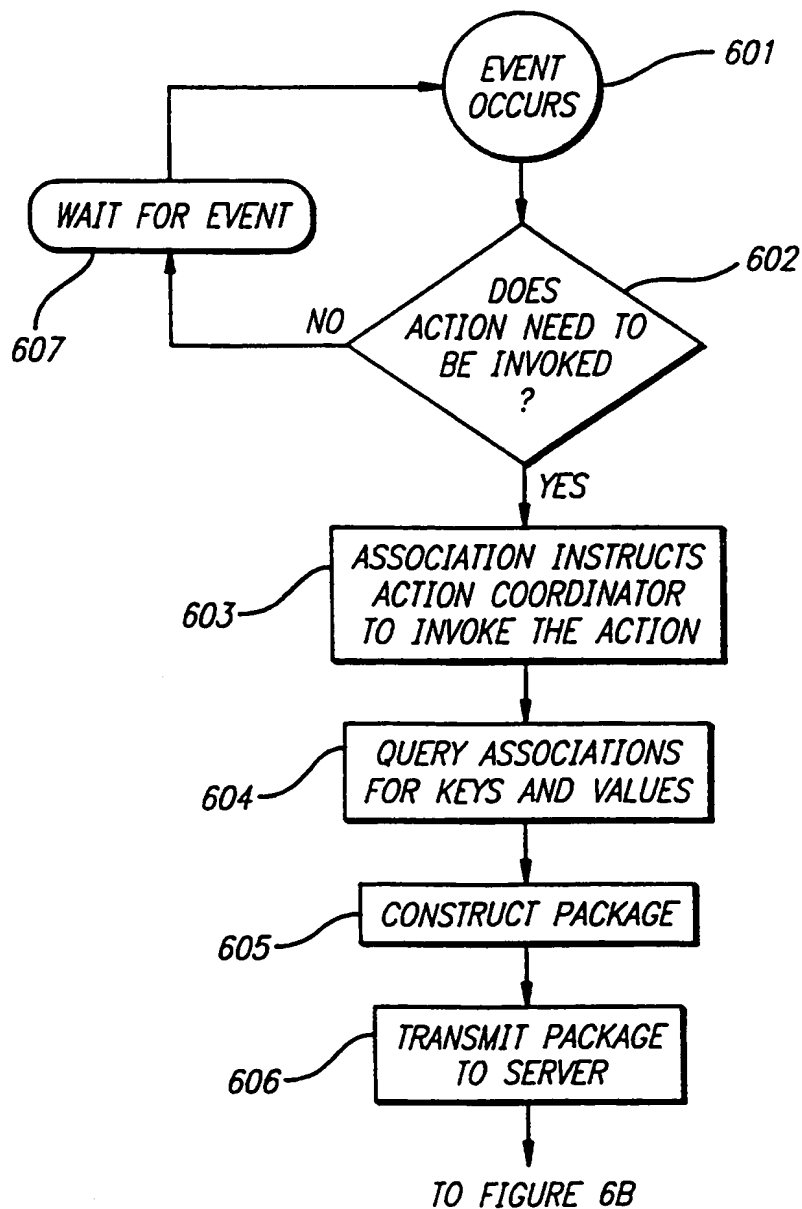 EVENT
OCCURS
601
WAIT FOR EVENT
607
DOES
ACTION NEED TO
BE INVOKED
?
602
NO
YES
ASSOCIATION INSTRUCTS
ACTION COORDINATOR
TO INVOKE THE ACTION
603
QUERY ASSOCIATIONS
FOR KEYS AND VALUES
604
CONSTRUCT PACKAGE
605
TRANSMIT PACKAGE
TO SERVER
606
TO FIGURE 6B